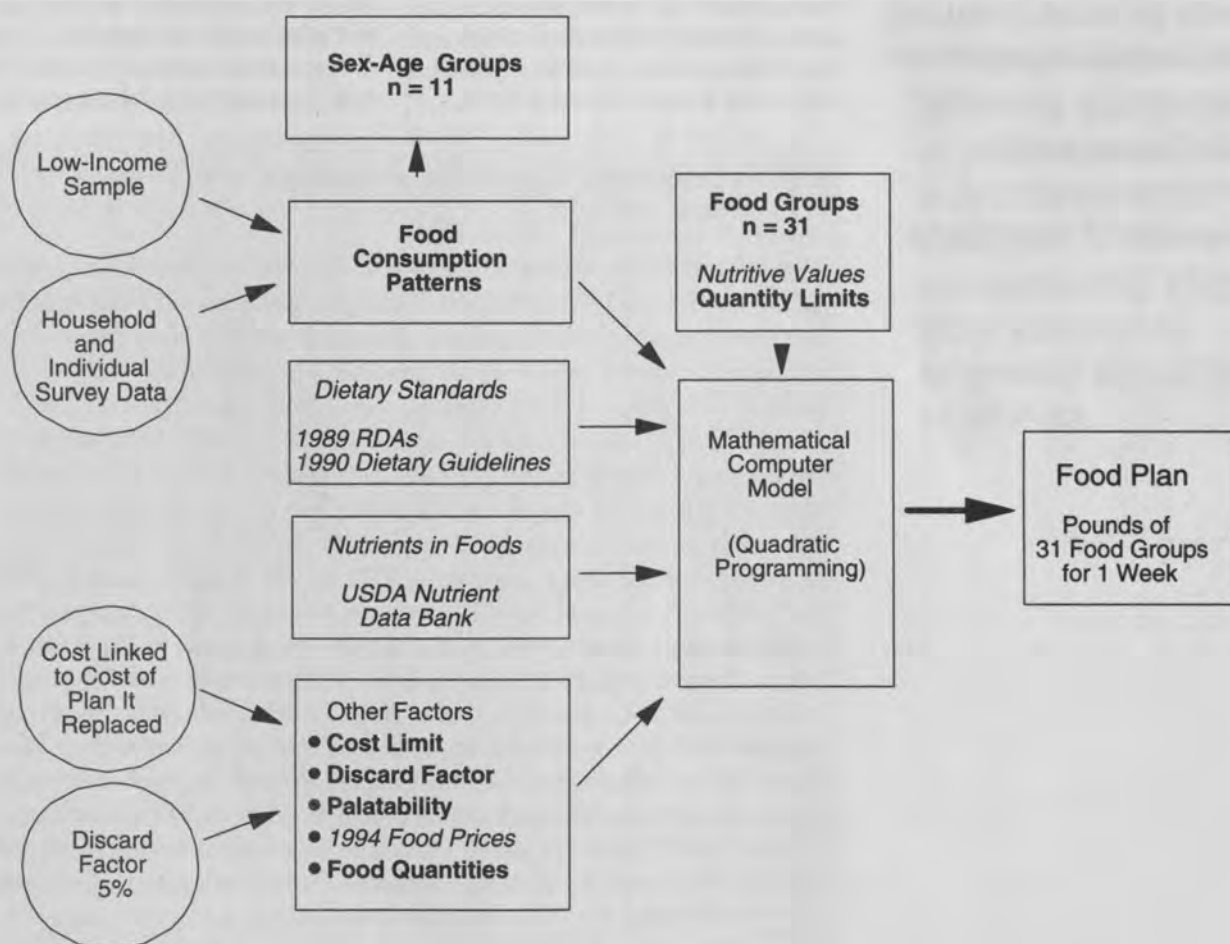 Sex-Age Groups
n = 11
Low-Income
Sample
Food
Consumption
Patterns
Household
and
Individual
Survey Data
Food Groups
n = 31
Nutritive Values
Quantity Limits
Dietary Standards
1989 RDAs
1990 Dietary Guidelines
Nutrients in Foods
USDA Nutrient
Data Bank
Mathematical
Computer
Model
(Quadratic
Programming)
Food Plan
Pounds of
31 Food Groups
for 1 Week
Cost Linked
to Cost of
Plan It
Replaced
Other Factors
• Cost Limit
• Discard Factor
• Palatability
• 1994 Food Prices
• Food Quantities
Discard
Factor
5%